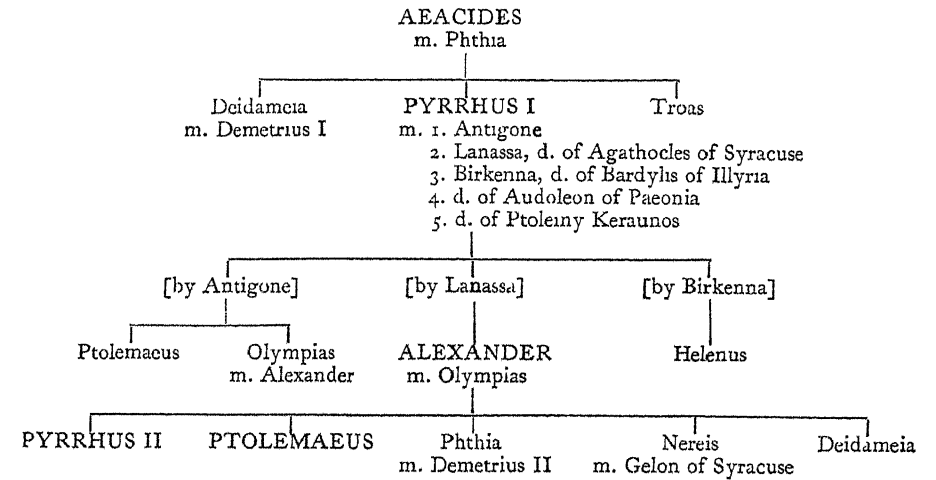 AEACIDES
m. Phthia
Deidameia PYRRHUS I Troas
m. Demetrius I m. 1. Antigone
2. Lanassa, d. of Agathocles of Syracuse
3. Birkenna, d. of Bardylis of Illyria
4. d. of Audoleon of Paeonia
5. d. of Ptolemy Keraunos
[by Antigone] [by Lanassa] [by Birkenna]
Ptolemaeus Olympias ALEXANDER Helenus
m. Alexander m. Olympias
PYRRHUS II PTOLEMAEUS Phthia Nereis Deidameia
m. Demetrius II m. Gelon of Syracuse